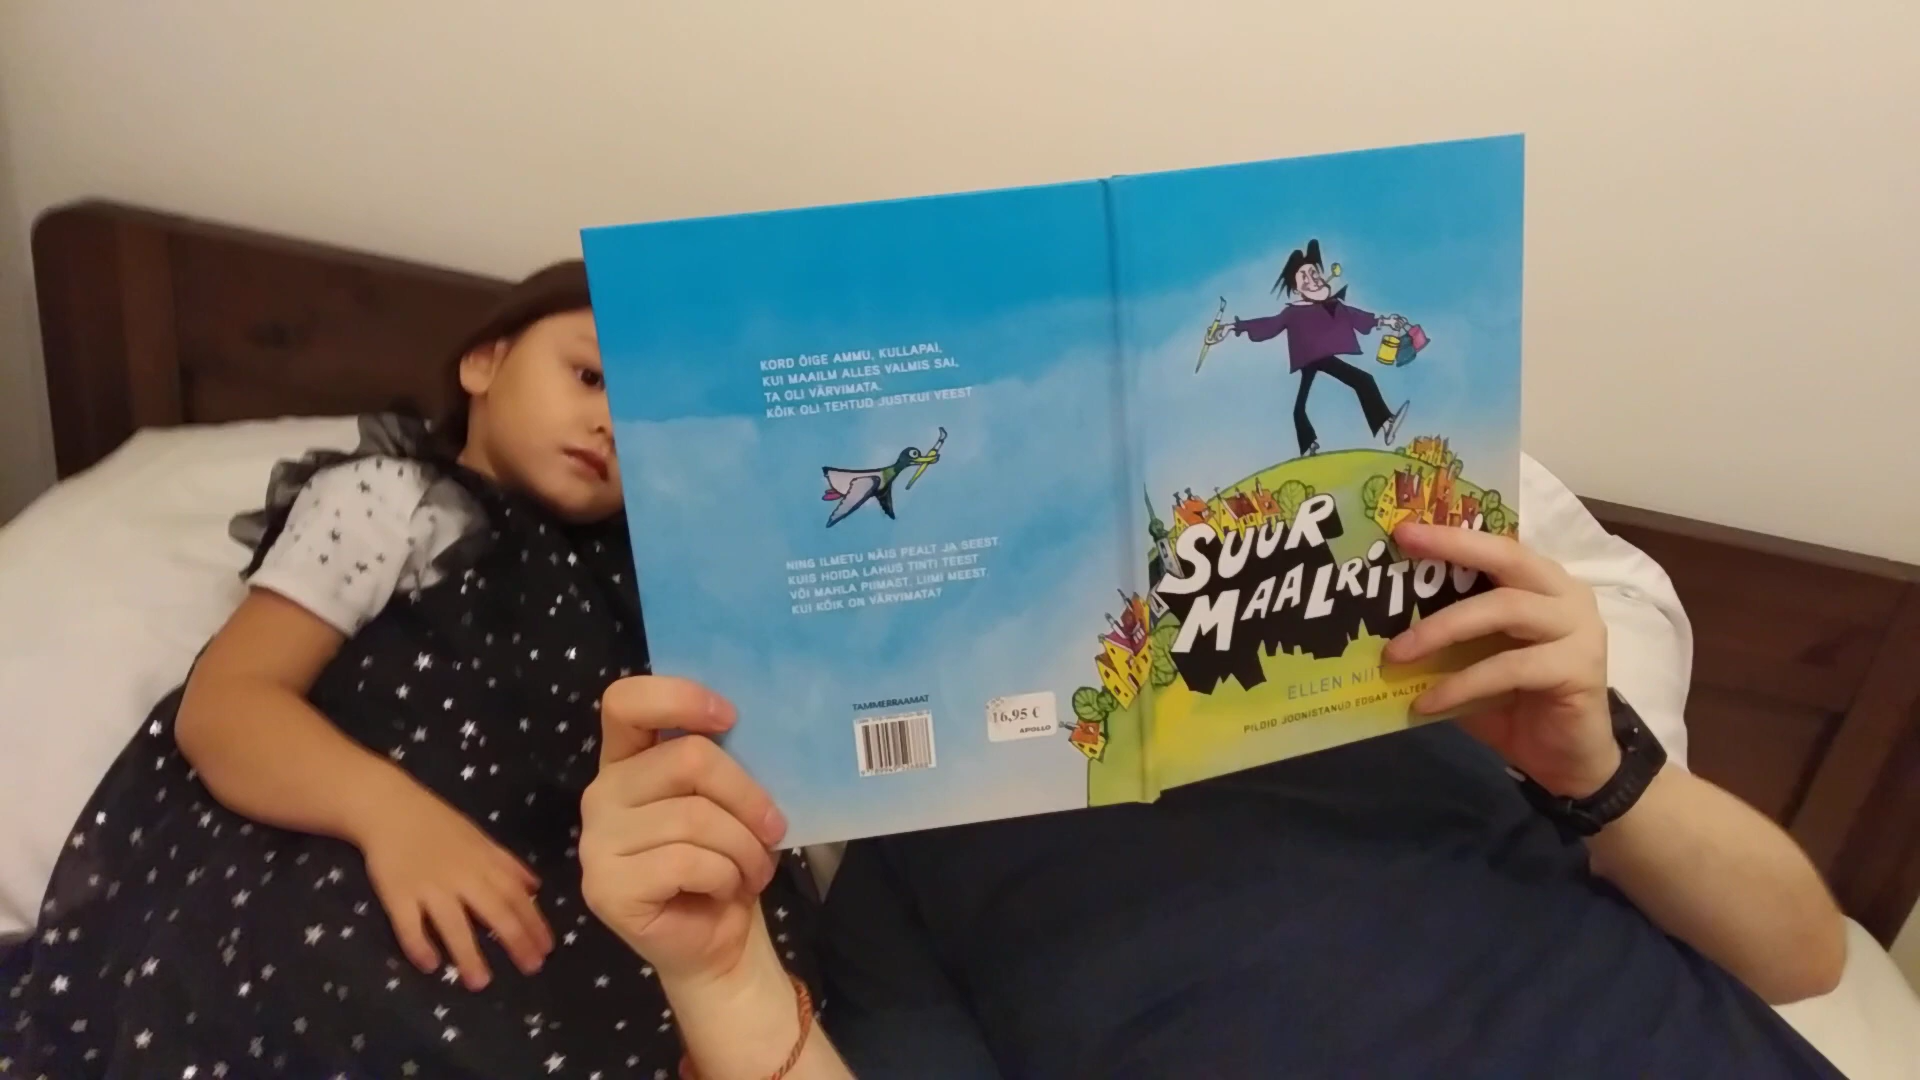 KORD ÕIGE AMMU, KULLAPAI,
KUI MAAILM ALLES VALMIS SAI,
TA OLI VÄRVIMATA.
KÕIK OLI TEHTUD JUSTKUI VEEST
NING ILMETU NÄIS PEALT JA SEEST.
KUIS HOIDA LAHUS TINTI TEEST
VÕI MAHLA PIIMAST, LIIMI MEEST,
KUI KÕIK ON VÄRVIMATA?
TAMMERRAAMAT
16,95 €
APOLLO
SUUR
MAALRITÖÖ
ELLEN NIIT
PILDID JOONISTANUD EDGAR VALTER